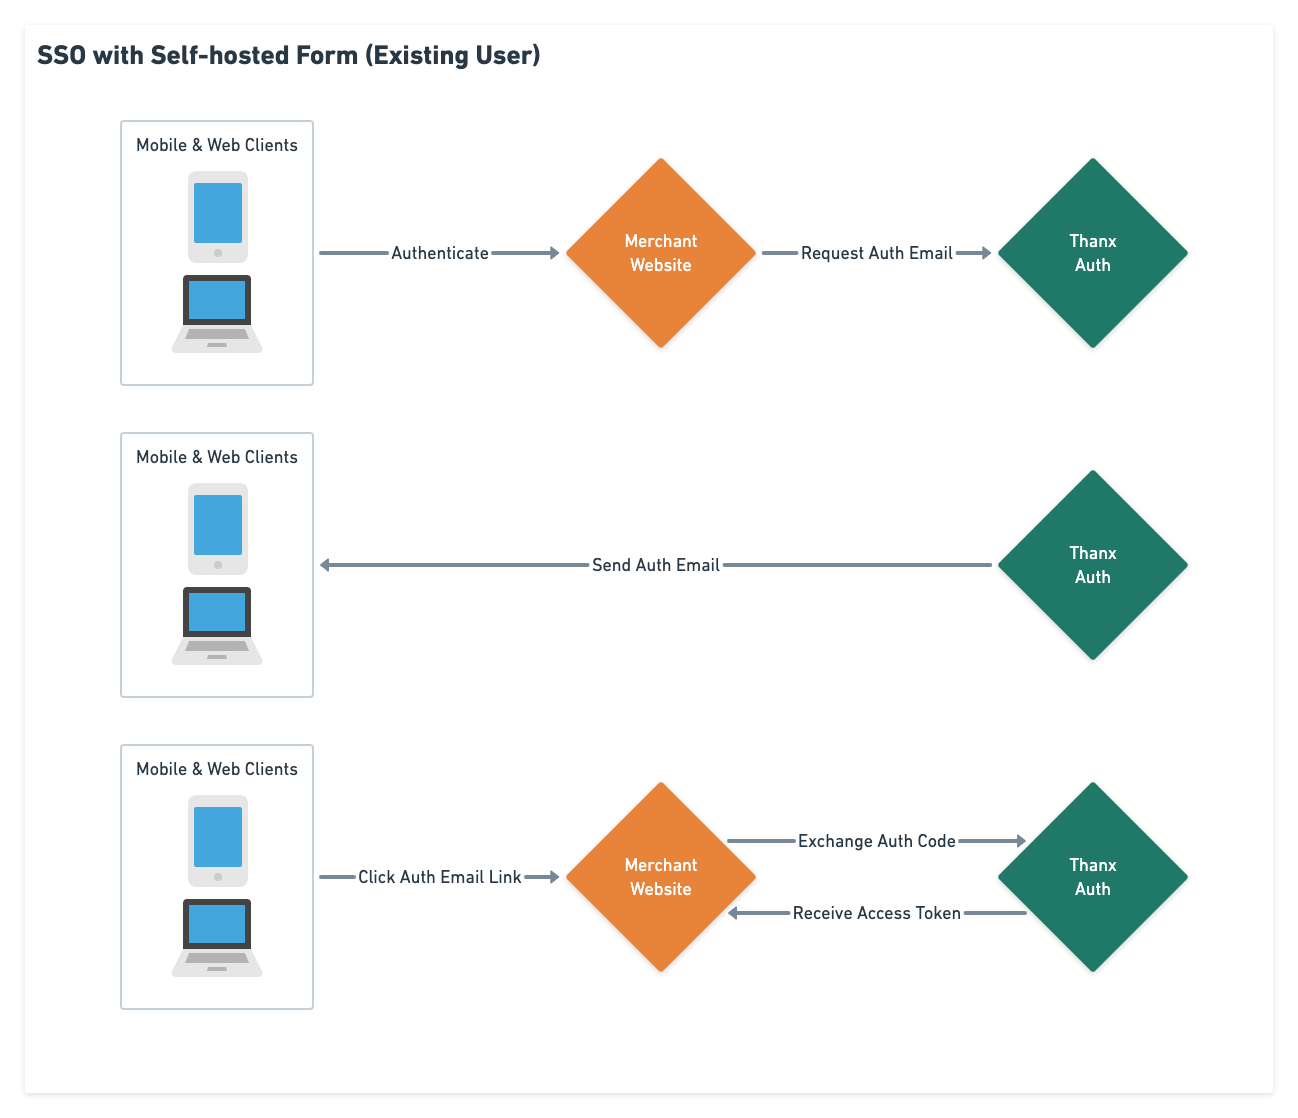 SSO with Self-hosted Form (Existing User)
Mobile & Web Clients
Authenticate
Merchant
Website
Request Auth Email
Thanx
Auth
Mobile & Web Clients
Send Auth Email
Thanx
Auth
Mobile & Web Clients
Click Auth Email Link
Merchant
Website
Exchange Auth Code
Receive Access Token
Thanx
Auth